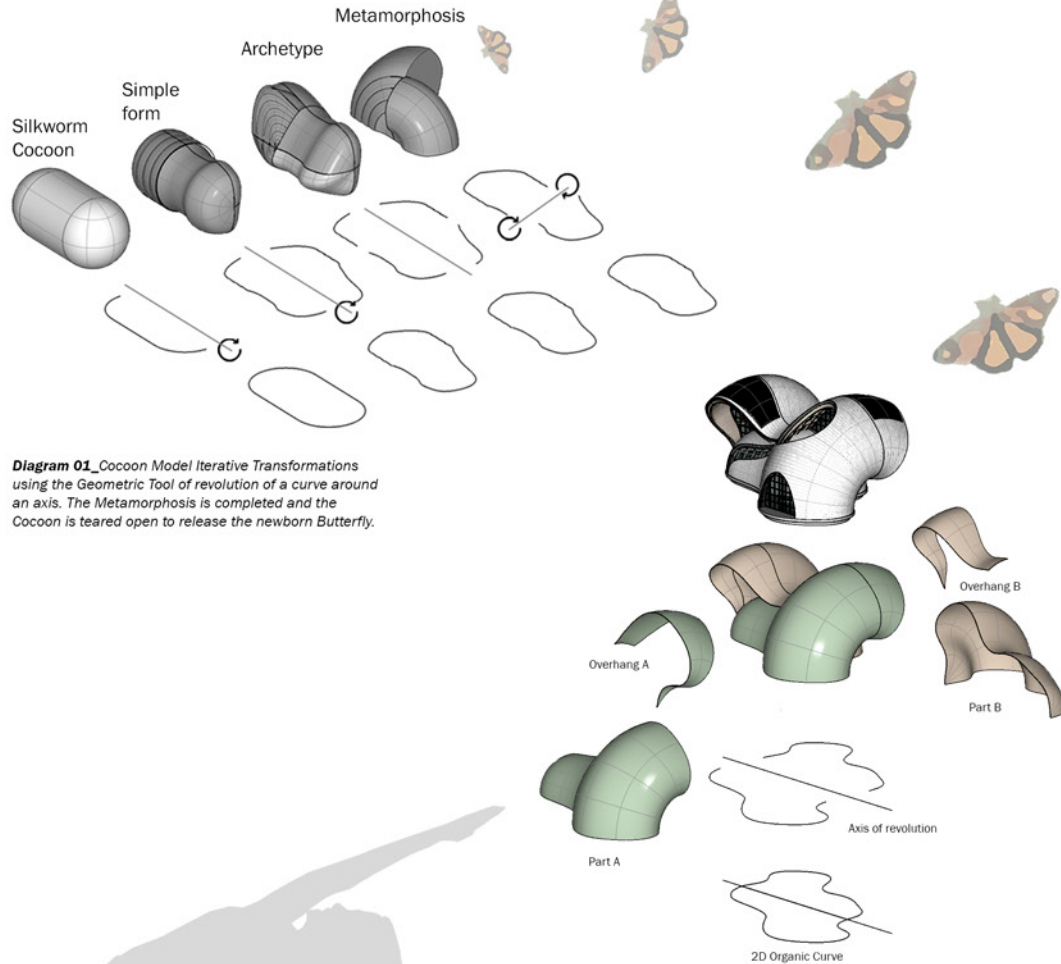 Metamorphosis
Archetype
Simple
form
Silkworm
Cocoon
Diagram 01_Cocoon Model Iterative Transformations
using the Geometric Tool of revolution of a curve around
an axis. The Metamorphosis is completed and the
Cocoon is teared open to release the newborn Butterfly.
Overhang B
Overhang A
Part B
Axis of revolution
Part A
2D Organic Curve